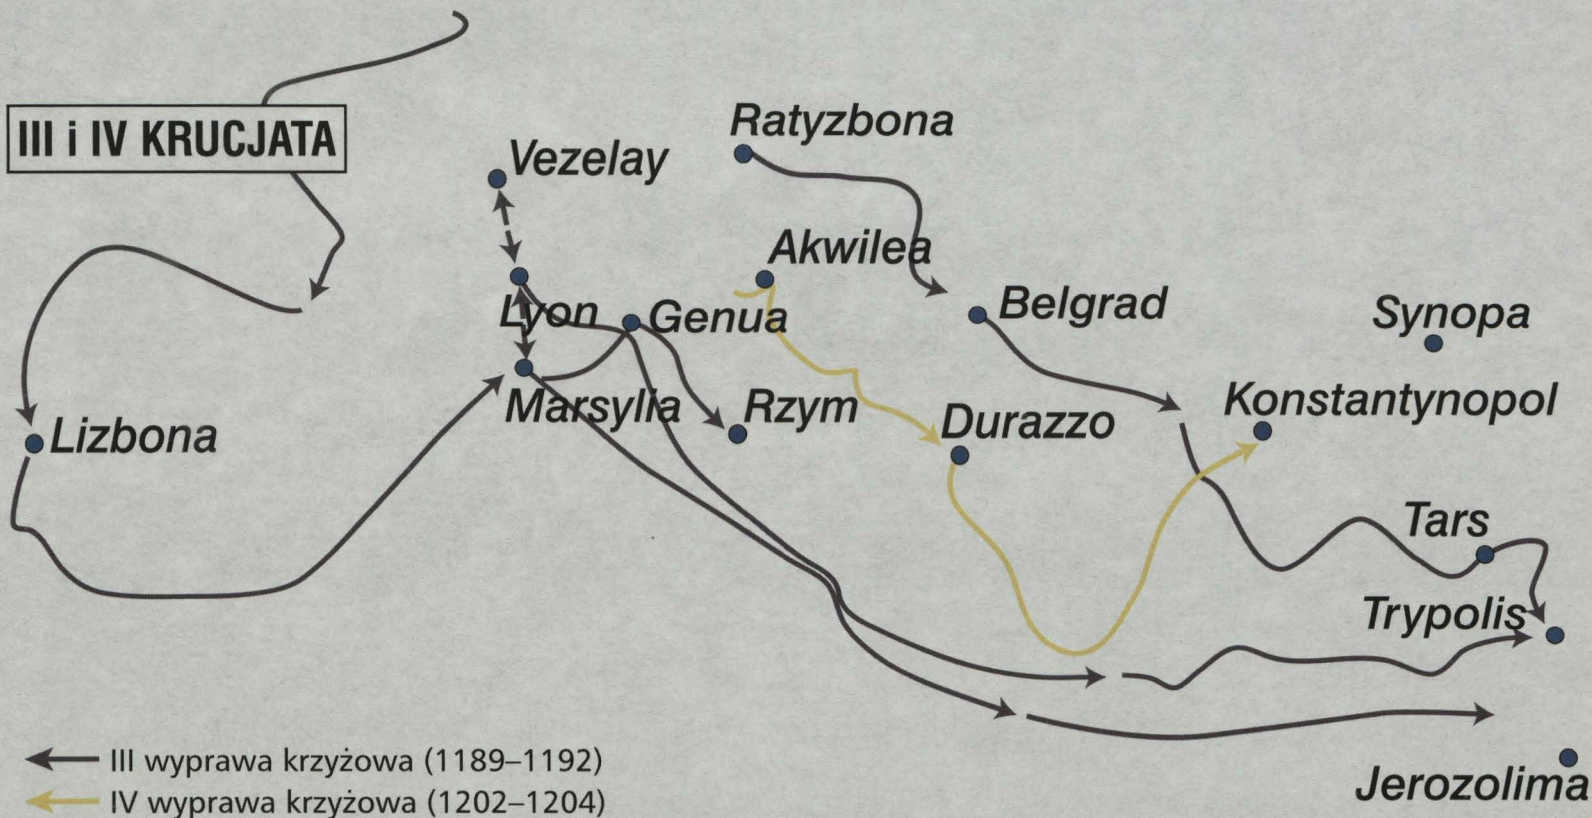 III i IV KRUCJATA
Ratyzbona
Vezelay
Akwilea
Belgrad
Lyon
Genua
Synopa
Marsylia
Rzym
Durazzo
Konstantynopol
Lizbona
Tars
Trypolis
Jerozolima
III wyprawa krzyżowa (1189–1192)
IV wyprawa krzyżowa (1202–1204)